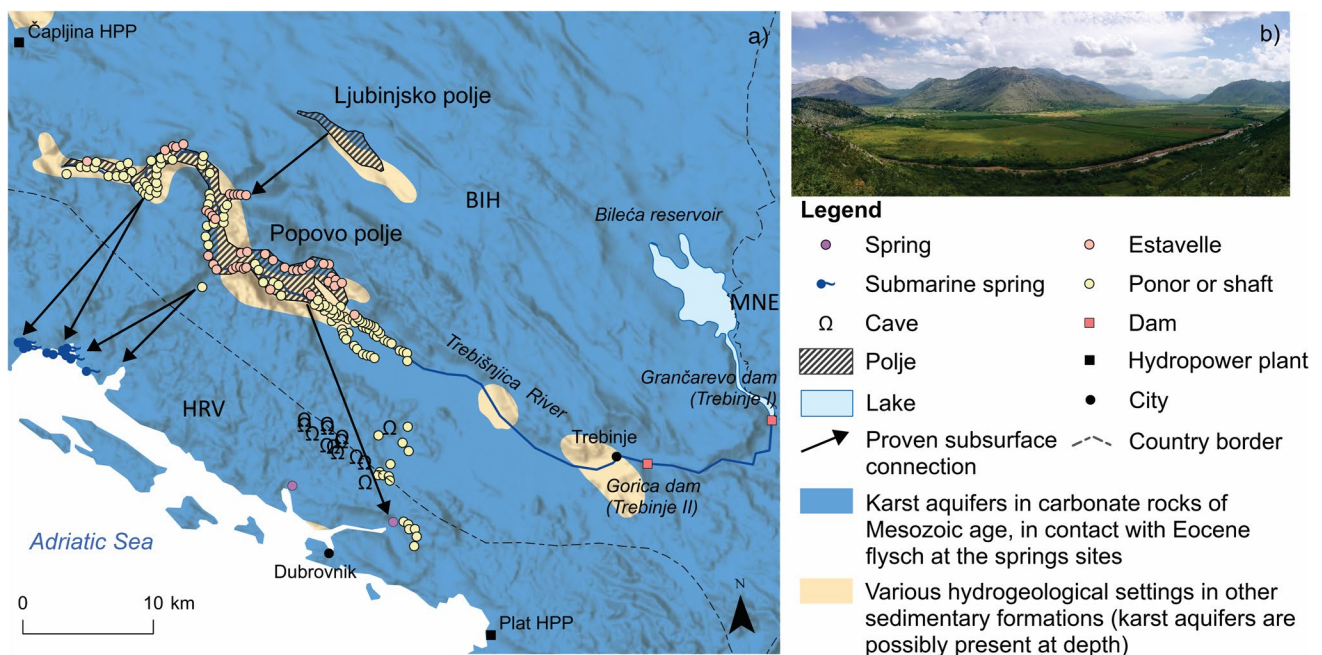 a)
Čapljina HPP
Ljubinjsko polje
BIH
Bileća reservoir
Popovo polje
MNE
Trebišnjica River
Grančarevo dam
(Trebinje I)
HRV
Trebinje
Gorica dam
(Trebinje II)
Adriatic Sea
Dubrovnik
0 10 km
N
Plat HPP
b)
Legend
Spring
Submarine spring
Cave
Polje
Lake
Proven subsurface
connection
Estavelle
Ponor or shaft
Dam
Hydropower plant
City
Country border
Karst aquifers in carbonate rocks of
Mesozoic age, in contact with Eocene
flysch at the springs sites
Various hydrogeological settings in other
sedimentary formations (karst aquifers are
possibly present at depth)